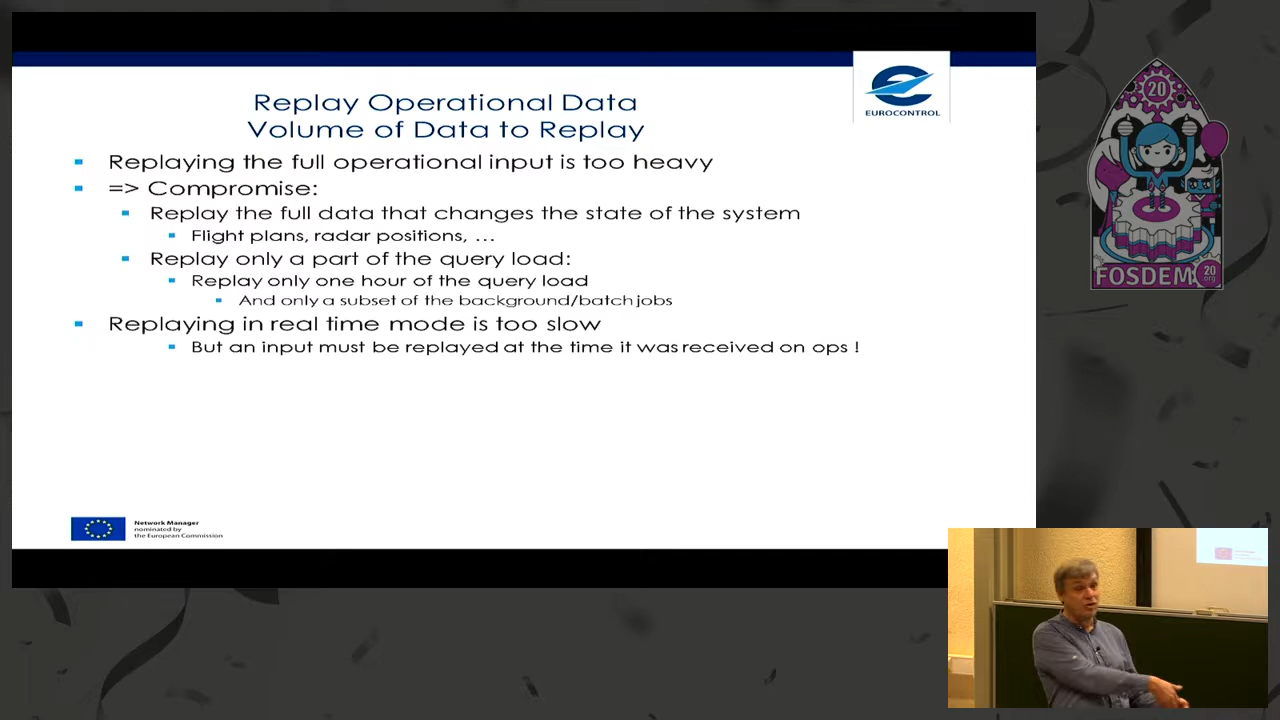 Replay Operational Data
Volume of Data to Replay
EUROCONTROL
Replaying the full operational input is too heavy
=> Compromise:
Replay the full data that changes the state of the system
Flight plans, radar positions, ...
Replay only a part of the query load:
Replay only one hour of the query load
And only a subset of the background/batch jobs
Replaying in real time mode is too slow
But an input must be replayed at the time it was received on ops !
Network Manager
nominated by
the European Commission
20
FOSDEM
20
.org